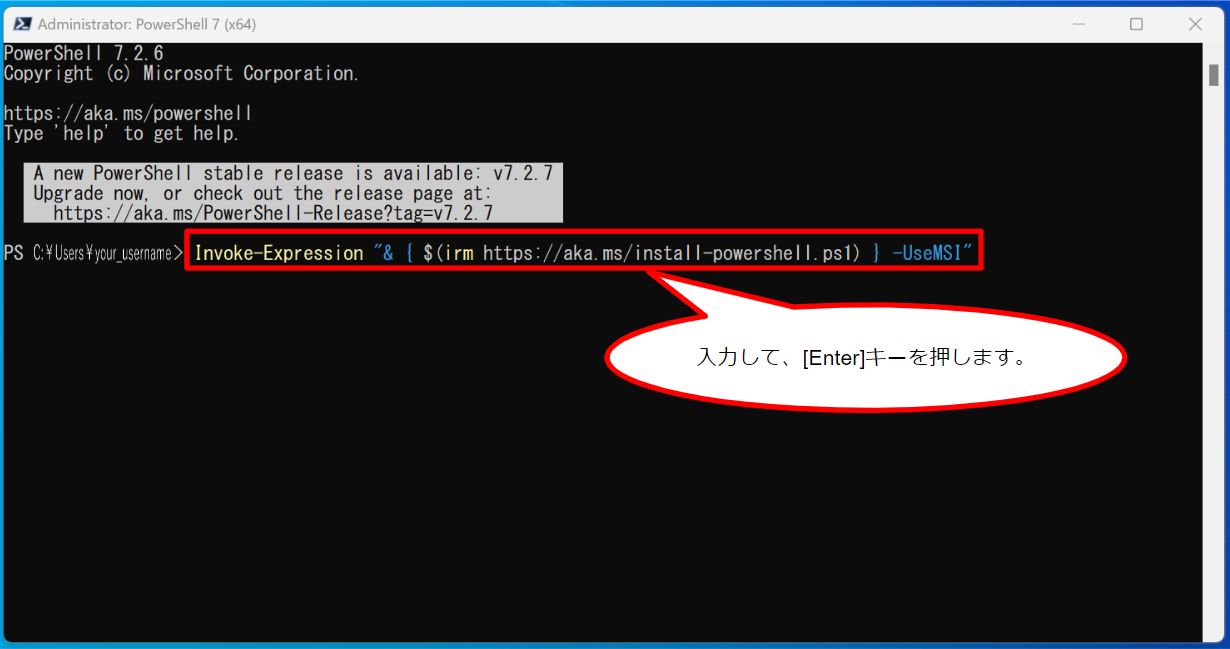 Administrator: PowerShell 7 (x64)
PowerShell 7.2.6
Copyright (c) Microsoft Corporation.
https://aka.ms/powershell
Type 'help' to get help.
A new PowerShell stable release is available: v7.2.7
Upgrade now, or check out the release page at:
https://aka.ms/PowerShell-Release?tag=v7.2.7
PS C:¥Users¥your_username> Invoke-Expression "& { $(irm https://aka.ms/install-powershell.ps1) } -UseMSI"
入力して、[Enter]キーを押します。